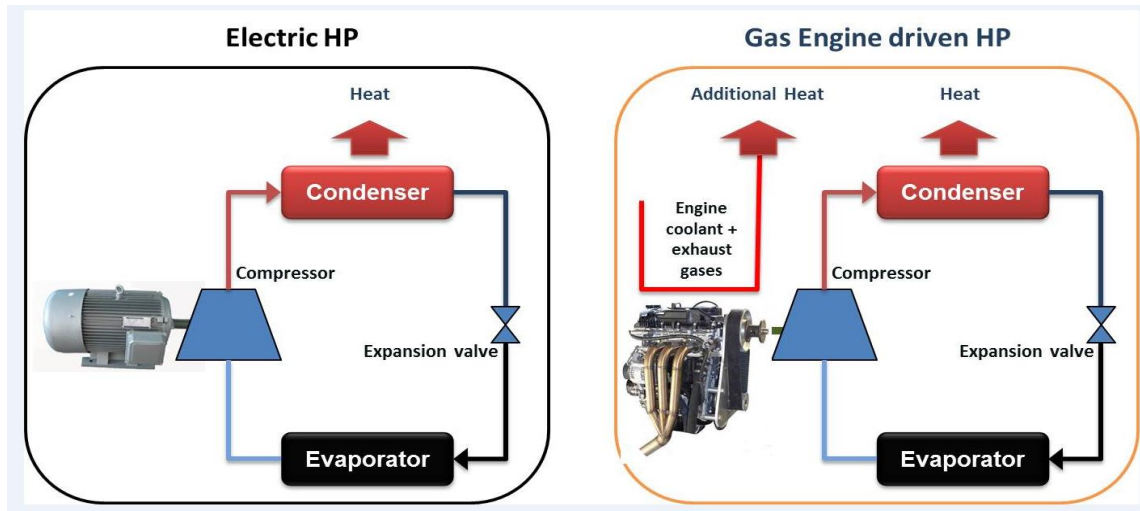 Electric HP
Heat
Condenser
Compressor
Expansion valve
Evaporator
Gas Engine driven HP
Additional Heat
Heat
Engine
coolant +
exhaust
gases
Condenser
Compressor
Expansion valve
Evaporator